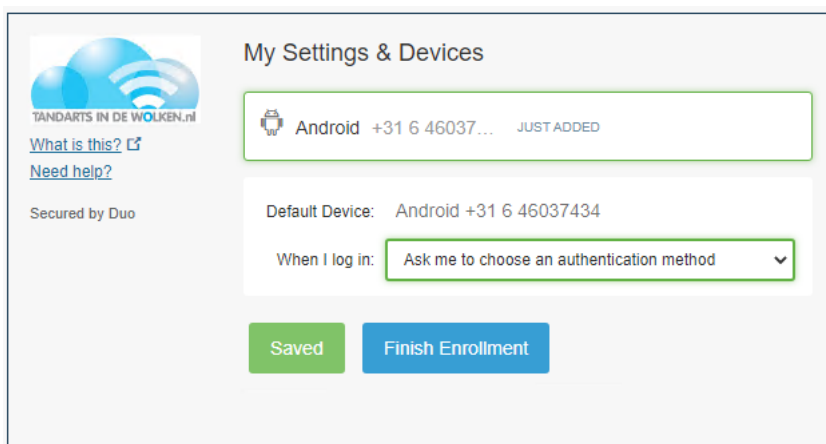 TANDARTS IN DE WOLKEN.nl
What is this?
Need help?
Secured by Duo
My Settings & Devices
Android +31 6 46037... JUST ADDED
Default Device: Android +31 6 46037434
When I log in: Ask me to choose an authentication method
Saved Finish Enrollment